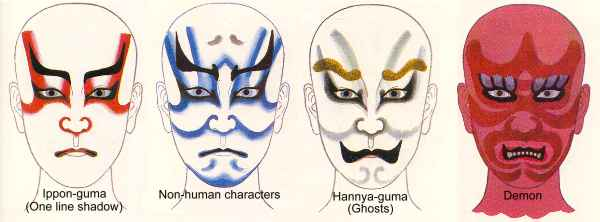 Ippon-guma
(One line shadow)
Non-human characters
Hannya-guma
(Ghosts)
Demon